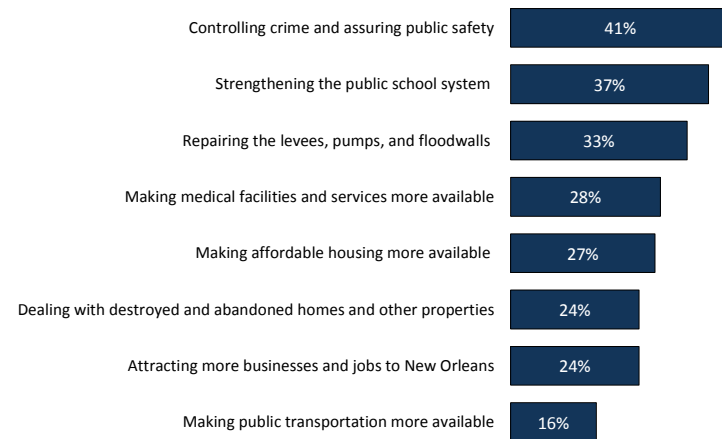 Controlling crime and assuring public safety 41%
Strengthening the public school system 37%
Repairing the levees, pumps, and floodwalls 33%
Making medical facilities and services more available 28%
Making affordable housing more available 27%
Dealing with destroyed and abandoned homes and other properties 24%
Attracting more businesses and jobs to New Orleans 24%
Making public transportation more available 16%